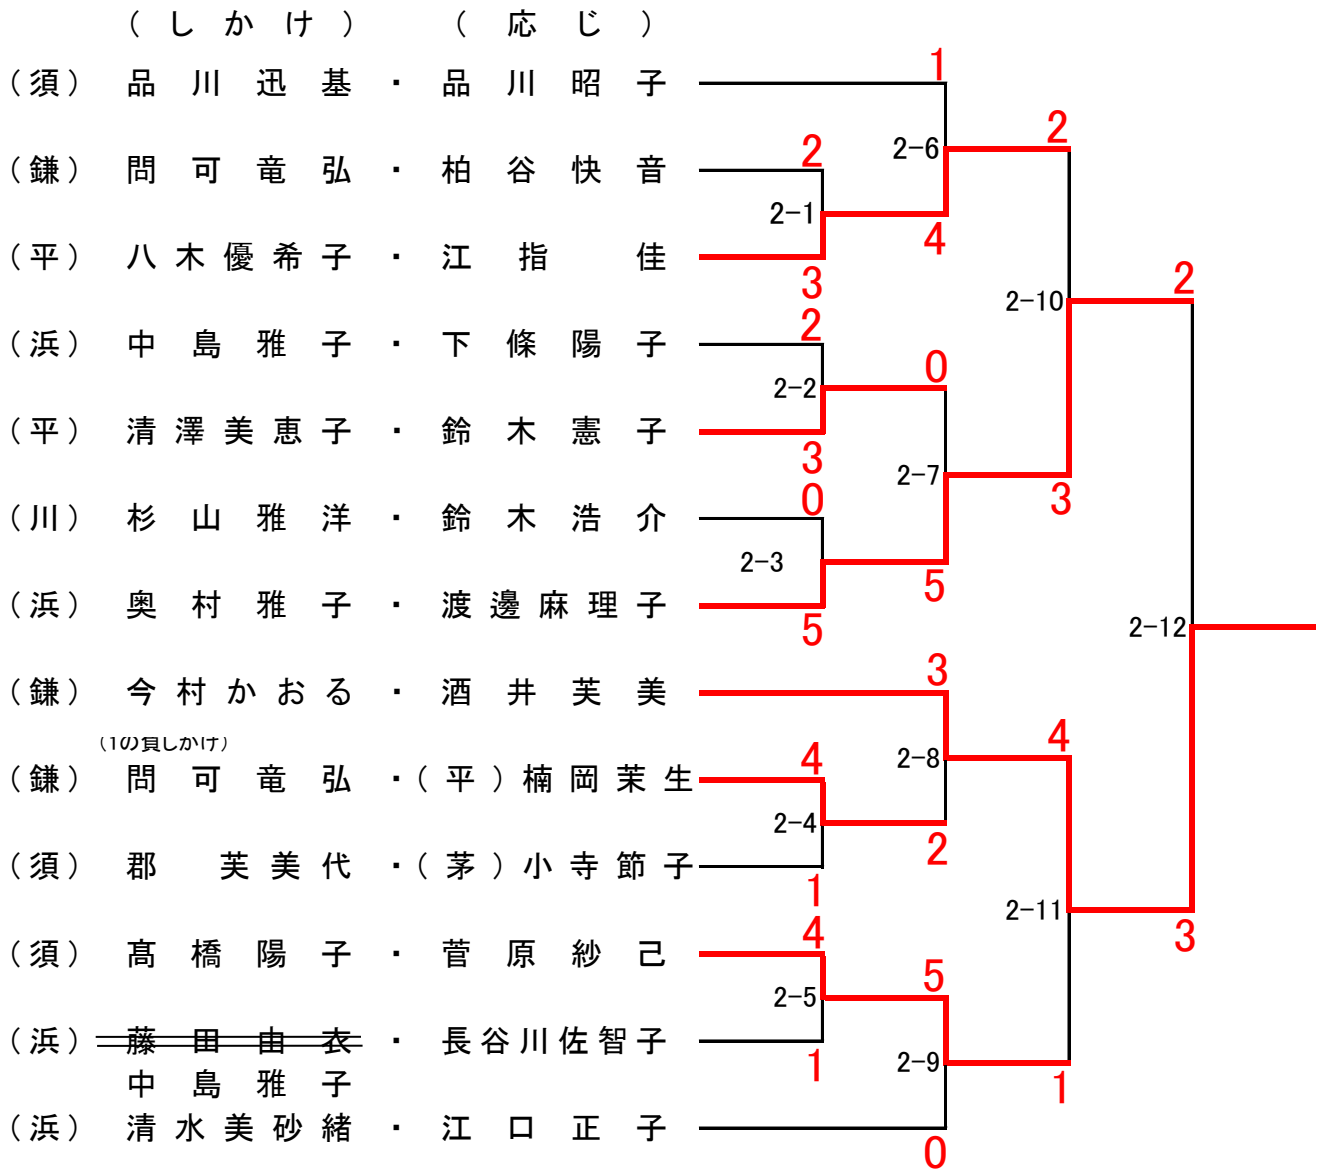 (しかけ) (応じ)
1
(須) 品川迅基・品川昭子
2
2-6
2
(鎌) 問可竜弘・柏谷快音
2-1
4
(平) 八木優希子・江指佳
3
2
2-10
2
(浜) 中島雅子・下條陽子
0
2-2
(平) 清澤美恵子・鈴木憲子
3
2-7
3
0
(川) 杉山雅洋・鈴木浩介
2-3
5
(浜) 奥村雅子・渡邊麻理子
5
2-12
3
(鎌) 今村かおる・酒井芙美
(1の負しかけ)
4
4
2-8
(鎌) 問可竜弘・(平)楠岡茉生
2-4
2
(須) 郡芙美代・(茅)小寺節子
1
2-11
4
3
(須) 髙橋陽子・菅原紗己
5
2-5
(浜) 藤田由衣・長谷川佐智子
1
2-9
中島雅子
1
(浜) 清水美砂緒・江口正子
0